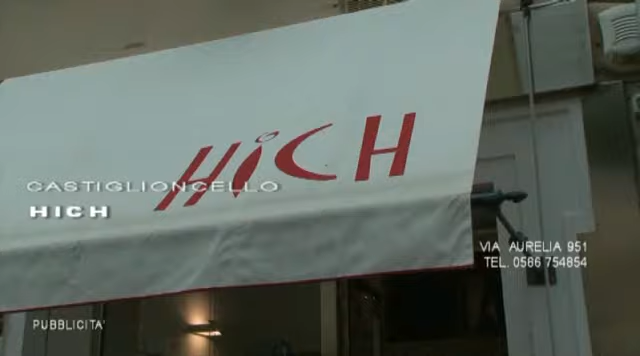 HiCH
CASTIGLIONCELLO
HICH
VIA AURELIA 951
TEL. 0586 754854
PUBBLICITA'